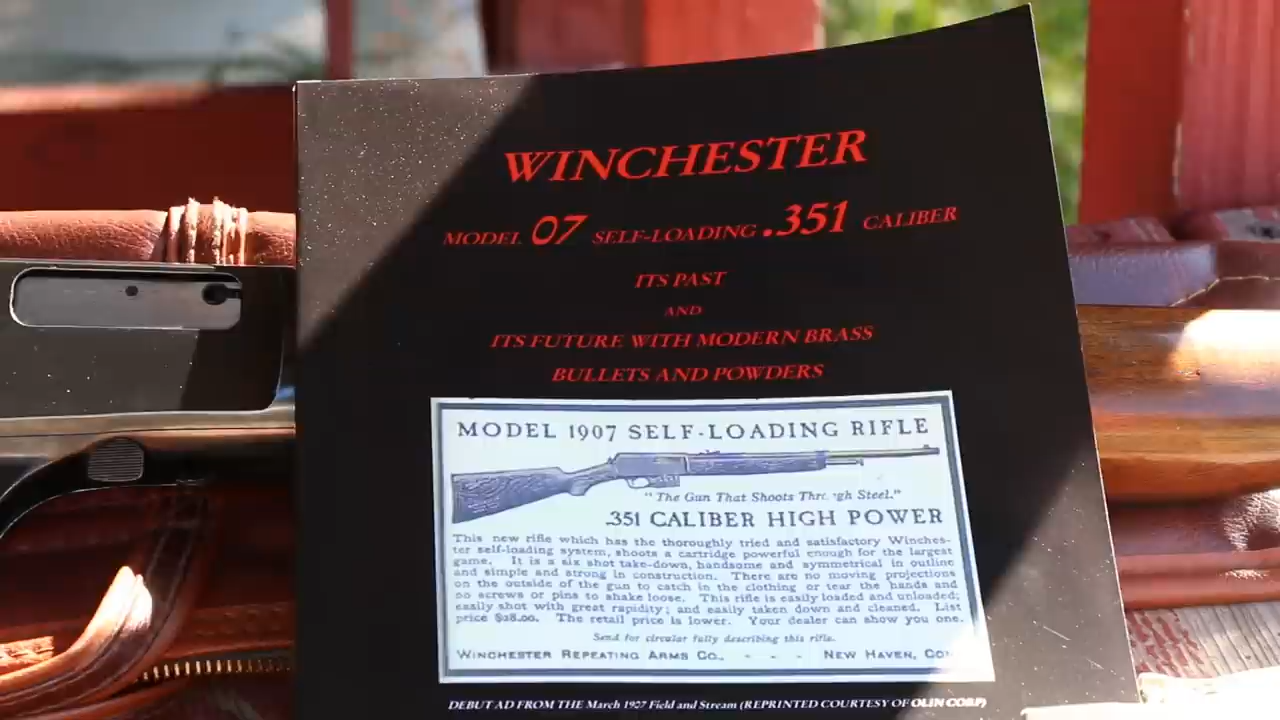 WINCHESTER
MODEL 07 SELF-LOADING .351 CALIBER
ITS PAST
AND
ITS FUTURE WITH MODERN BRASS
BULLETS AND POWDERS
MODEL 1907 SELF-LOADING RIFLE
"The Gun That Shoots Through Steel."
.351 CALIBER HIGH POWER
This new rifle which has the thoroughly tried and satisfactory Winches-
ter self-loading system, shoots a cartridge powerful enough for the largest
game. It is a six shot take-down, handsome and symmetrical in outline
and simple and strong in construction. There are no moving projections
on the outside of the gun to catch in the clothing or tear the hands and
no screws or pins to shake loose. This rifle is easily loaded and unloaded;
easily shot with great rapidity; and easily taken down and cleaned. List
price $28.00. The retail price is lower. Your dealer can show you one.
Send for circular fully describing this rifle.
WINCHESTER REPEATING ARMS CO., - - - NEW HAVEN,
DEBUT AD FROM THE March 1907 Field and Stream (REPRINTED COURTESY OF OLIN CORP)